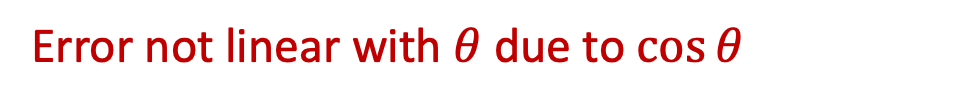 Error not linear with θ due to cos θ